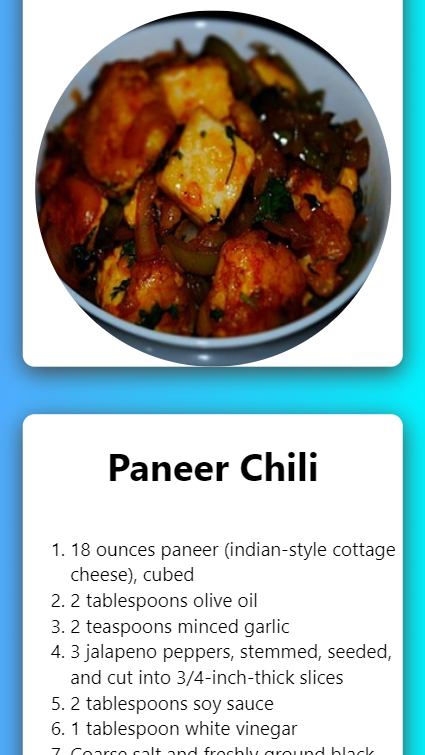 Paneer Chili
1. 18 ounces paneer (indian-style cottage
cheese), cubed
2. 2 tablespoons olive oil
3. 2 teaspoons minced garlic
4. 3 jalapeno peppers, stemmed, seeded,
and cut into 3/4-inch-thick slices
5. 2 tablespoons soy sauce
6. 1 tablespoon white vinegar
7. Coarse salt and freshly ground black